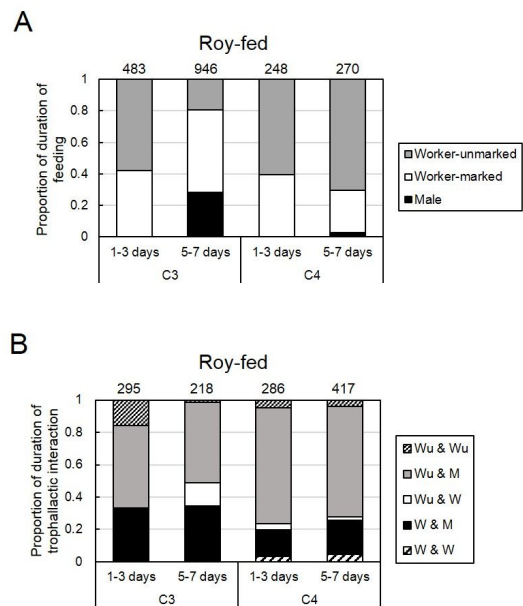 A
Roy-fed
483 946 248 270
1
0.8
0.6
0.4
0.2
0
Proportion of duration of
feeding
1-3 days 5-7 days 1-3 days 5-7 days
C3 C4
Worker-unmarked
Worker-marked
Male
B
Roy-fed
295 218 286 417
1
0.8
0.6
0.4
0.2
0
Proportion of duration of
trophallactic interaction
1-3 days 5-7 days 1-3 days 5-7 days
C3 C4
Wu & Wu
Wu & M
Wu & W
W & M
W & W